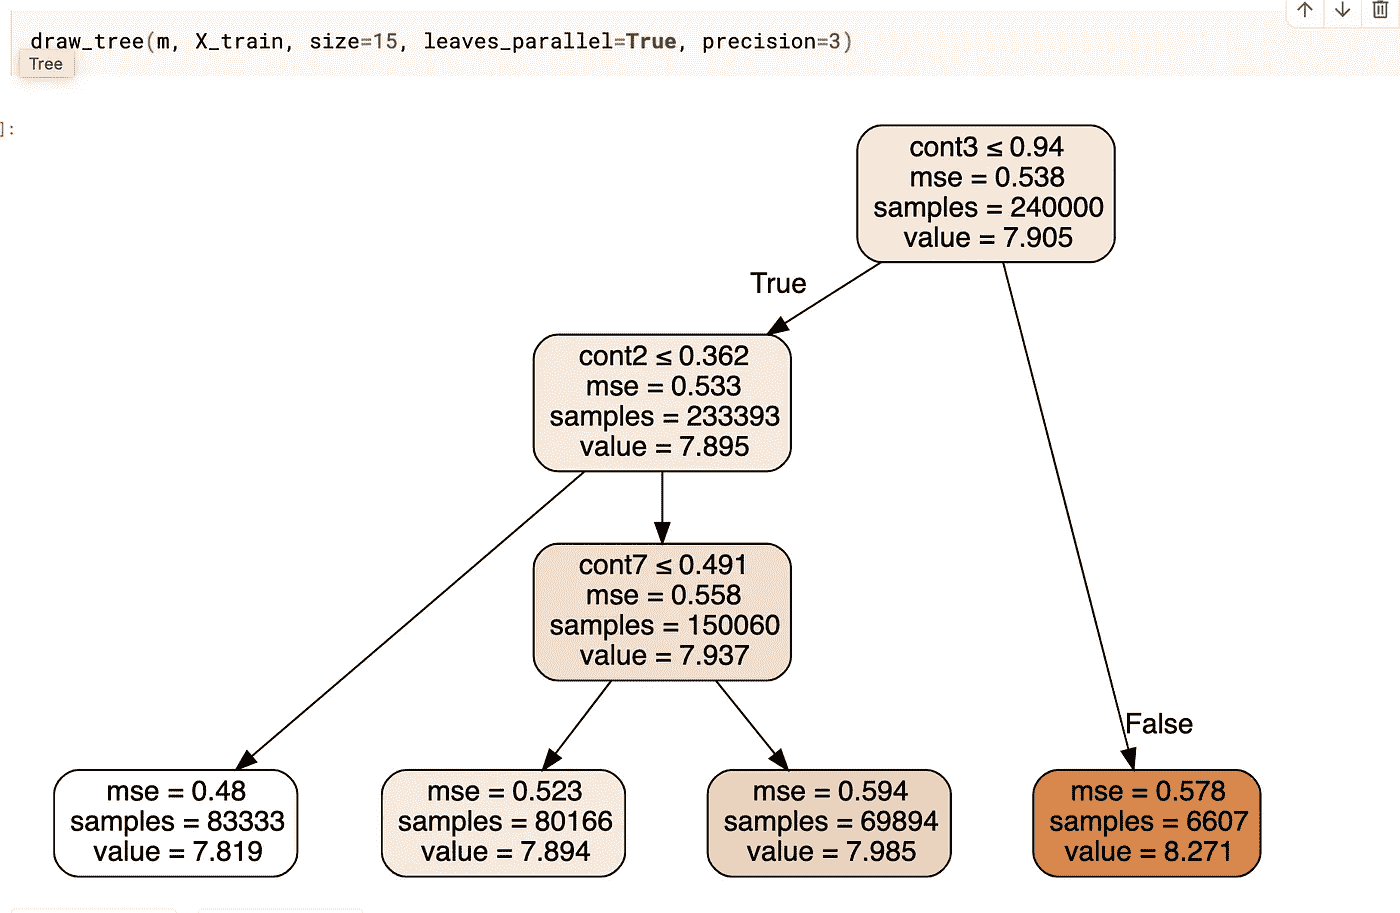 draw_tree(m, X_train, size=15, leaves_parallel=True, precision=3)
Tree
]:
cont3 ≤ 0.94
mse = 0.538
samples = 240000
value = 7.905
True
cont2 ≤ 0.362
mse = 0.533
samples = 233393
value = 7.895
cont7 ≤ 0.491
mse = 0.558
samples = 150060
value = 7.937
False
mse = 0.48
samples = 83333
value = 7.819
mse = 0.523
samples = 80166
value = 7.894
mse = 0.594
samples = 69894
value = 7.985
mse = 0.578
samples = 6607
value = 8.271